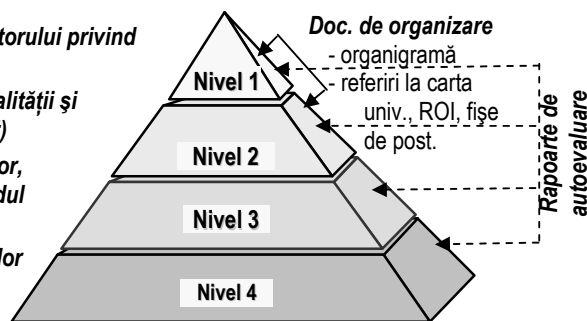 torului privind
alității şi
)
or,
dul
lor
Nivel 1
Nivel 2
Nivel 3
Nivel 4
Doc. de organizare
- organigramă
- referiri la carta
univ., ROI, fişe
de post.
Rapoarte de
autoevaluare